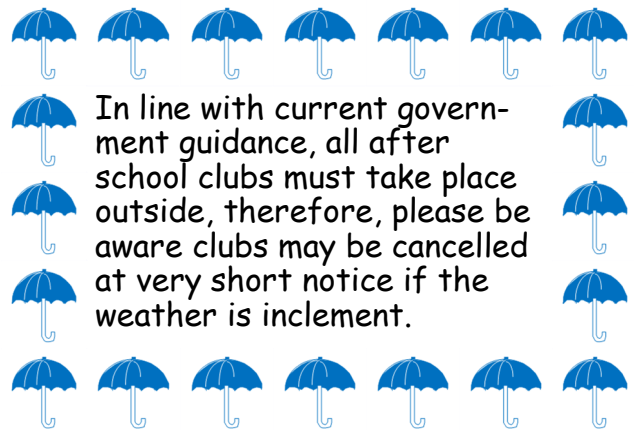 In line with current govern-
ment guidance, all after
school clubs must take place
outside, therefore, please be
aware clubs may be cancelled
at very short notice if the
weather is inclement.